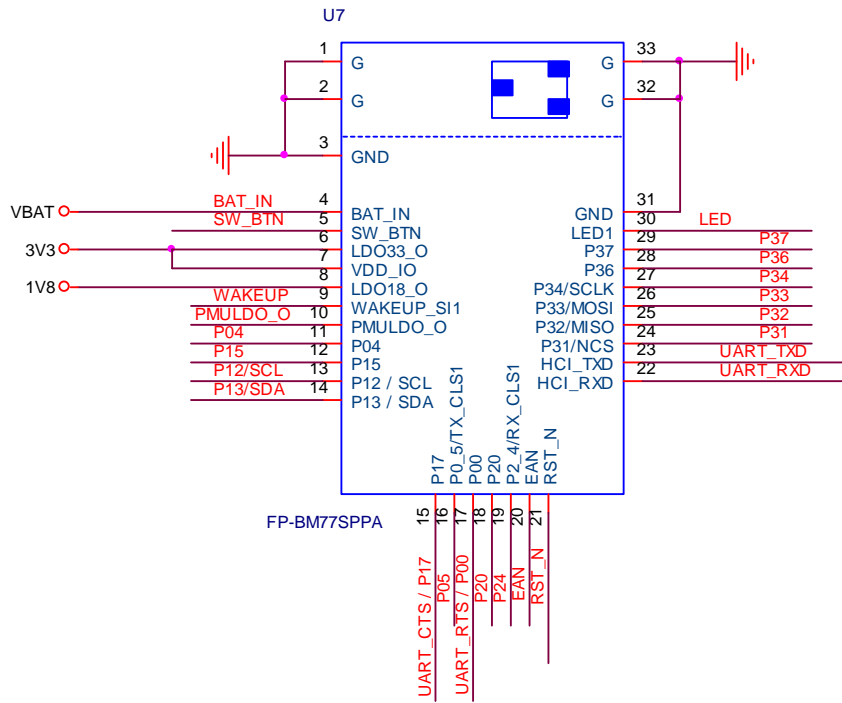 U7
1 G
2 G
3 GND
33 G
32 G
VBAT BAT_IN 4 BAT_IN
SW_BTN 5 SW_BTN
3V3 6 LDO33_O
7 VDD_IO
1V8 8 LDO18_O
WAKEUP 9 WAKEUP_SI1
PMULDO_O 10 PMULDO_O
P04 11 P04
P15 12 P15
P12/SCL 13 P12 / SCL
P13/SDA 14 P13 / SDA
GND 31
LED1 30 LED
P37 29 P37
P36 28 P36
P34/SCLK 27 P34
P33/MOSI 26 P33
P32/MISO 25 P32
P31/NCS 24 P31
HCI_TXD 23 UART_TXD
HCI_RXD 22 UART_RXD
P17 15 UART_CTS / P17
P0_5/TX_CLS1 16 P05
P00 17 UART_RTS / P00
P20 18 P20
P2_4/RX_CLS1 19 P24
EAN 20 EAN
RST_N 21 RST_N
FP-BM77SPPA